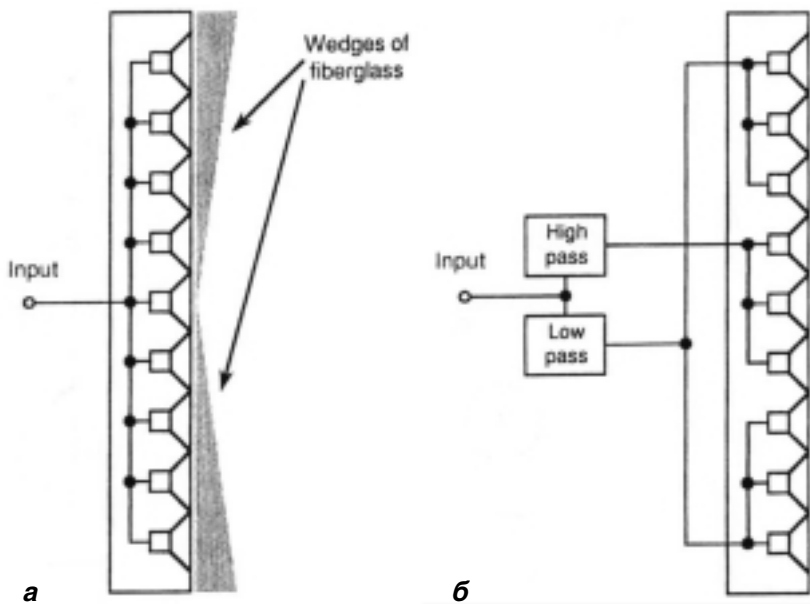 Wedges of
fiberglass
Input
High
pass
Input
Low
pass
а
б